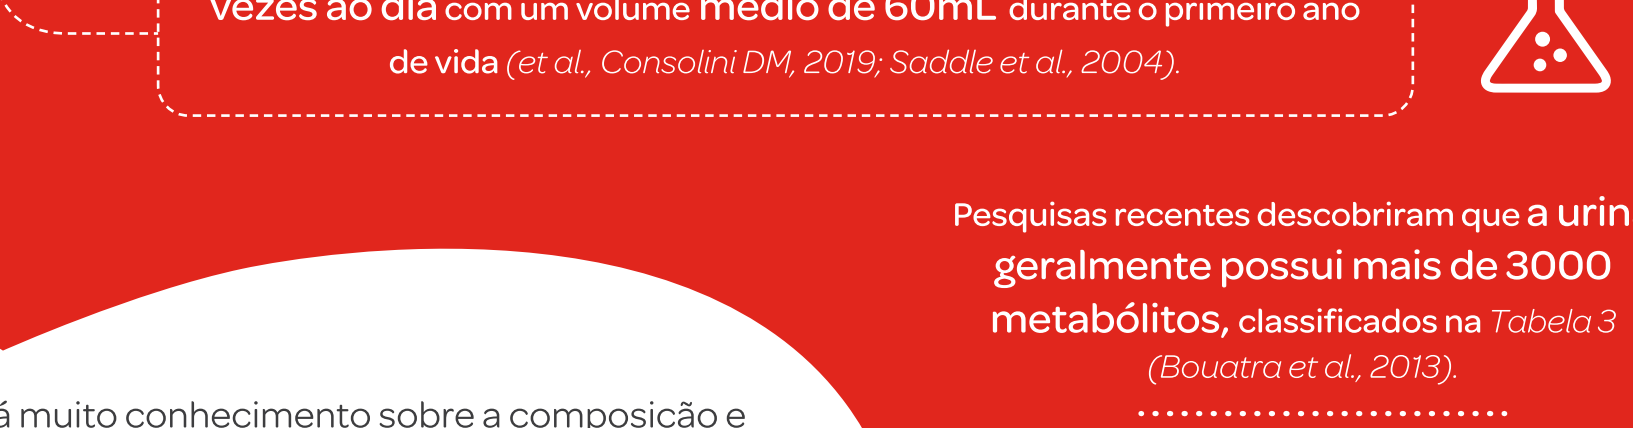 vezes ao dia com um volume médio de 60mL durante o primeiro ano
de vida (et al., Consolini DM, 2019; Saddle et al., 2004).
Pesquisas recentes descobriram que a urin
geralmente possui mais de 3000
metabólitos, classificados na Tabela 3
(Bouatra et al., 2013).
á muito conhecimento sobre a composição e